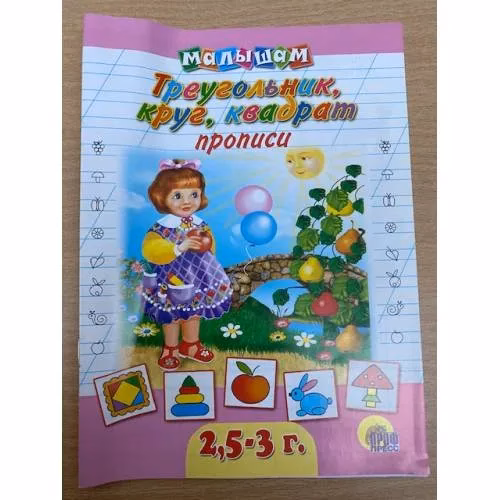 малышам
Треугольник,
круг, квадрат
прописи
2,5-3 г.
ПРОФ
ПРЕСС